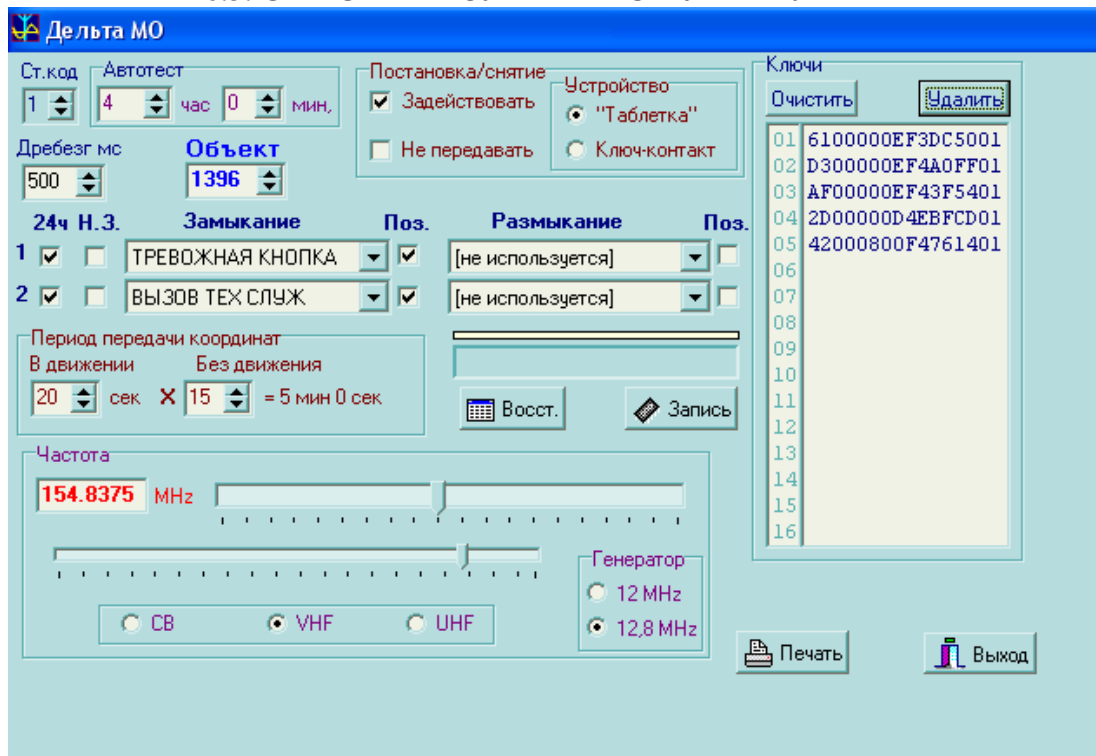 Дельта МО
Ст.код Автотест
1 4 час 0 мин,
Дребезг мс Объект
500 1396
Постановка/снятие
Задействовать
Не передавать
Устройство
"Таблетка"
Ключ-контакт
24ч Н.З. Замыкание Поз. Размыкание Поз.
1 ТРЕВОЖНАЯ КНОПКА [не используется]
2 ВЫЗОВ ТЕХ СЛУЖ [не используется]
Период передачи координат
В движении Без движения
20 сек X 15 = 5 мин 0 сек
Восст. Запись
Частота
154.8375 MHz
СВ VHF UHF
Генератор
12 MHz
12,8 MHz
Ключи
Очистить Удалить
01 6100000EF3DC5001
02 D300000EF4A0FF01
03 AF00000EF43F5401
04 2D00000D4EBFCD01
05 42000800F4761401
06
07
08
09
10
11
12
13
14
15
16
Печать Выход